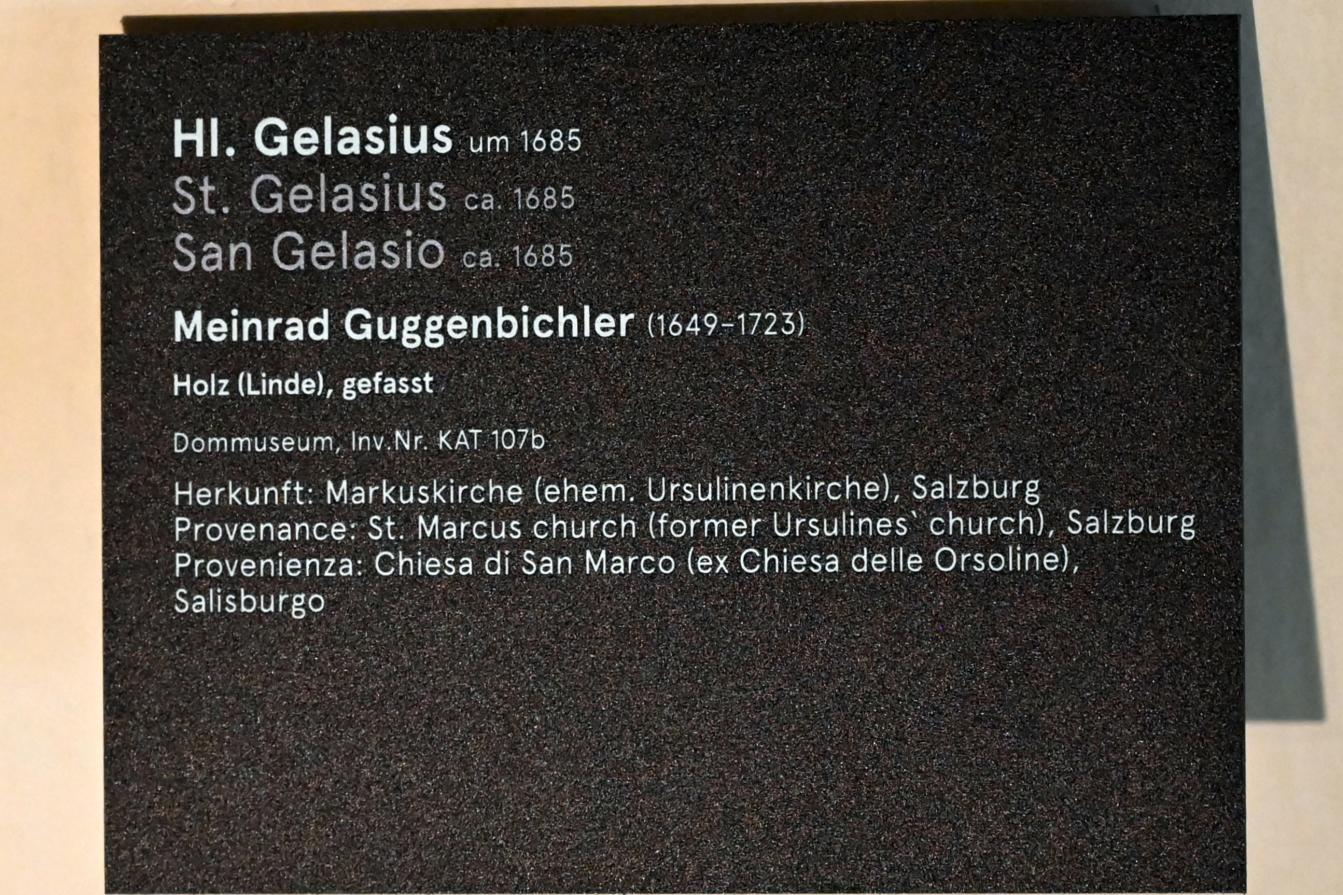 Hl. Gelasius um 1685
St. Gelasius ca. 1685
San Gelasio ca. 1685
Meinrad Guggenbichler (1649–1723)
Holz (Linde), gefasst
Dommuseum, Inv.Nr. KAT 107b
Herkunft: Markuskirche (ehem. Ursulinenkirche), Salzburg
Provenance: St. Marcus church (former Ursulines` church), Salzburg
Provenienza: Chiesa di San Marco (ex Chiesa delle Orsoline),
Salisburgo